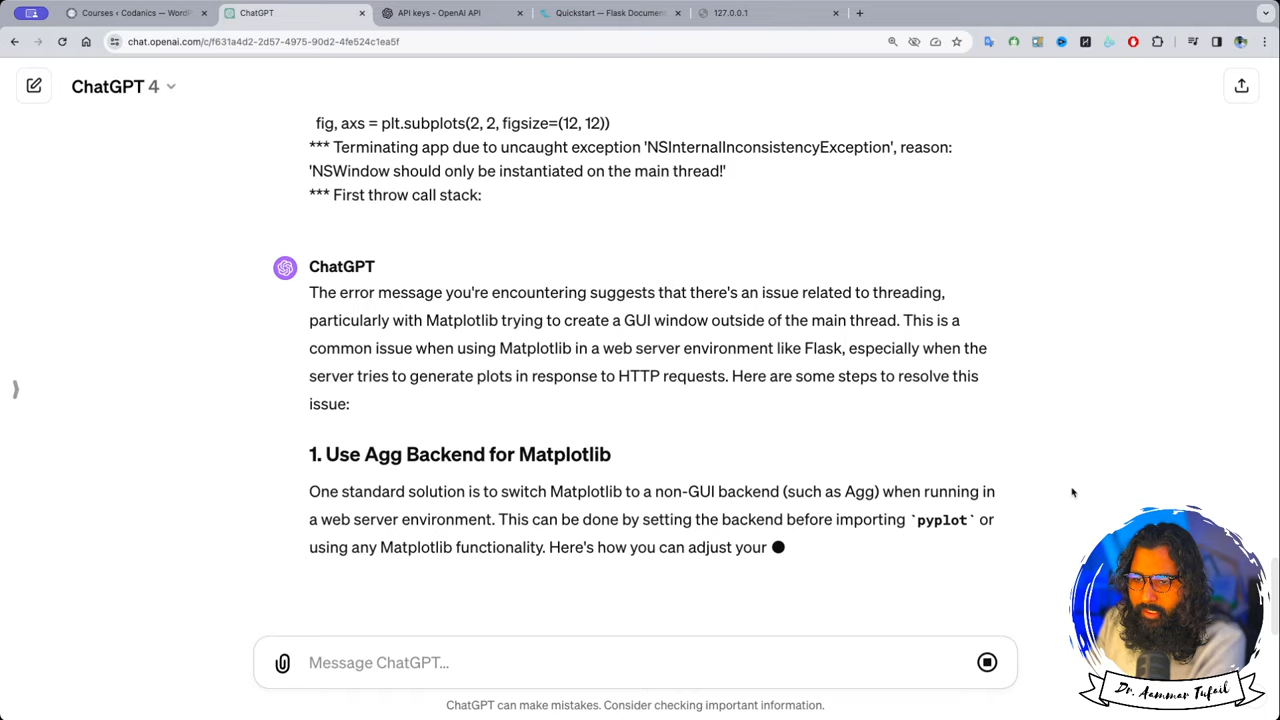 Courses < Codanics — WordP
ChatGPT
API keys - OpenAI API
Quickstart — Flask Documen
127.0.0.1
chat.openai.com/c/f631a4d2-2d57-4975-90d2-4fe524c1ea5f
ChatGPT 4
fig, axs = plt.subplots(2, 2, figsize=(12, 12))
*** Terminating app due to uncaught exception 'NSInternalInconsistencyException', reason:
'NSWindow should only be instantiated on the main thread!'
*** First throw call stack:
ChatGPT
The error message you're encountering suggests that there's an issue related to threading,
particularly with Matplotlib trying to create a GUI window outside of the main thread. This is a
common issue when using Matplotlib in a web server environment like Flask, especially when the
server tries to generate plots in response to HTTP requests. Here are some steps to resolve this
issue:
1. Use Agg Backend for Matplotlib
One standard solution is to switch Matplotlib to a non-GUI backend (such as Agg) when running in
a web server environment. This can be done by setting the backend before importing `pyplot` or
using any Matplotlib functionality. Here's how you can adjust your
Message ChatGPT...
ChatGPT can make mistakes. Consider checking important information.
Dr. Aammar Tufail